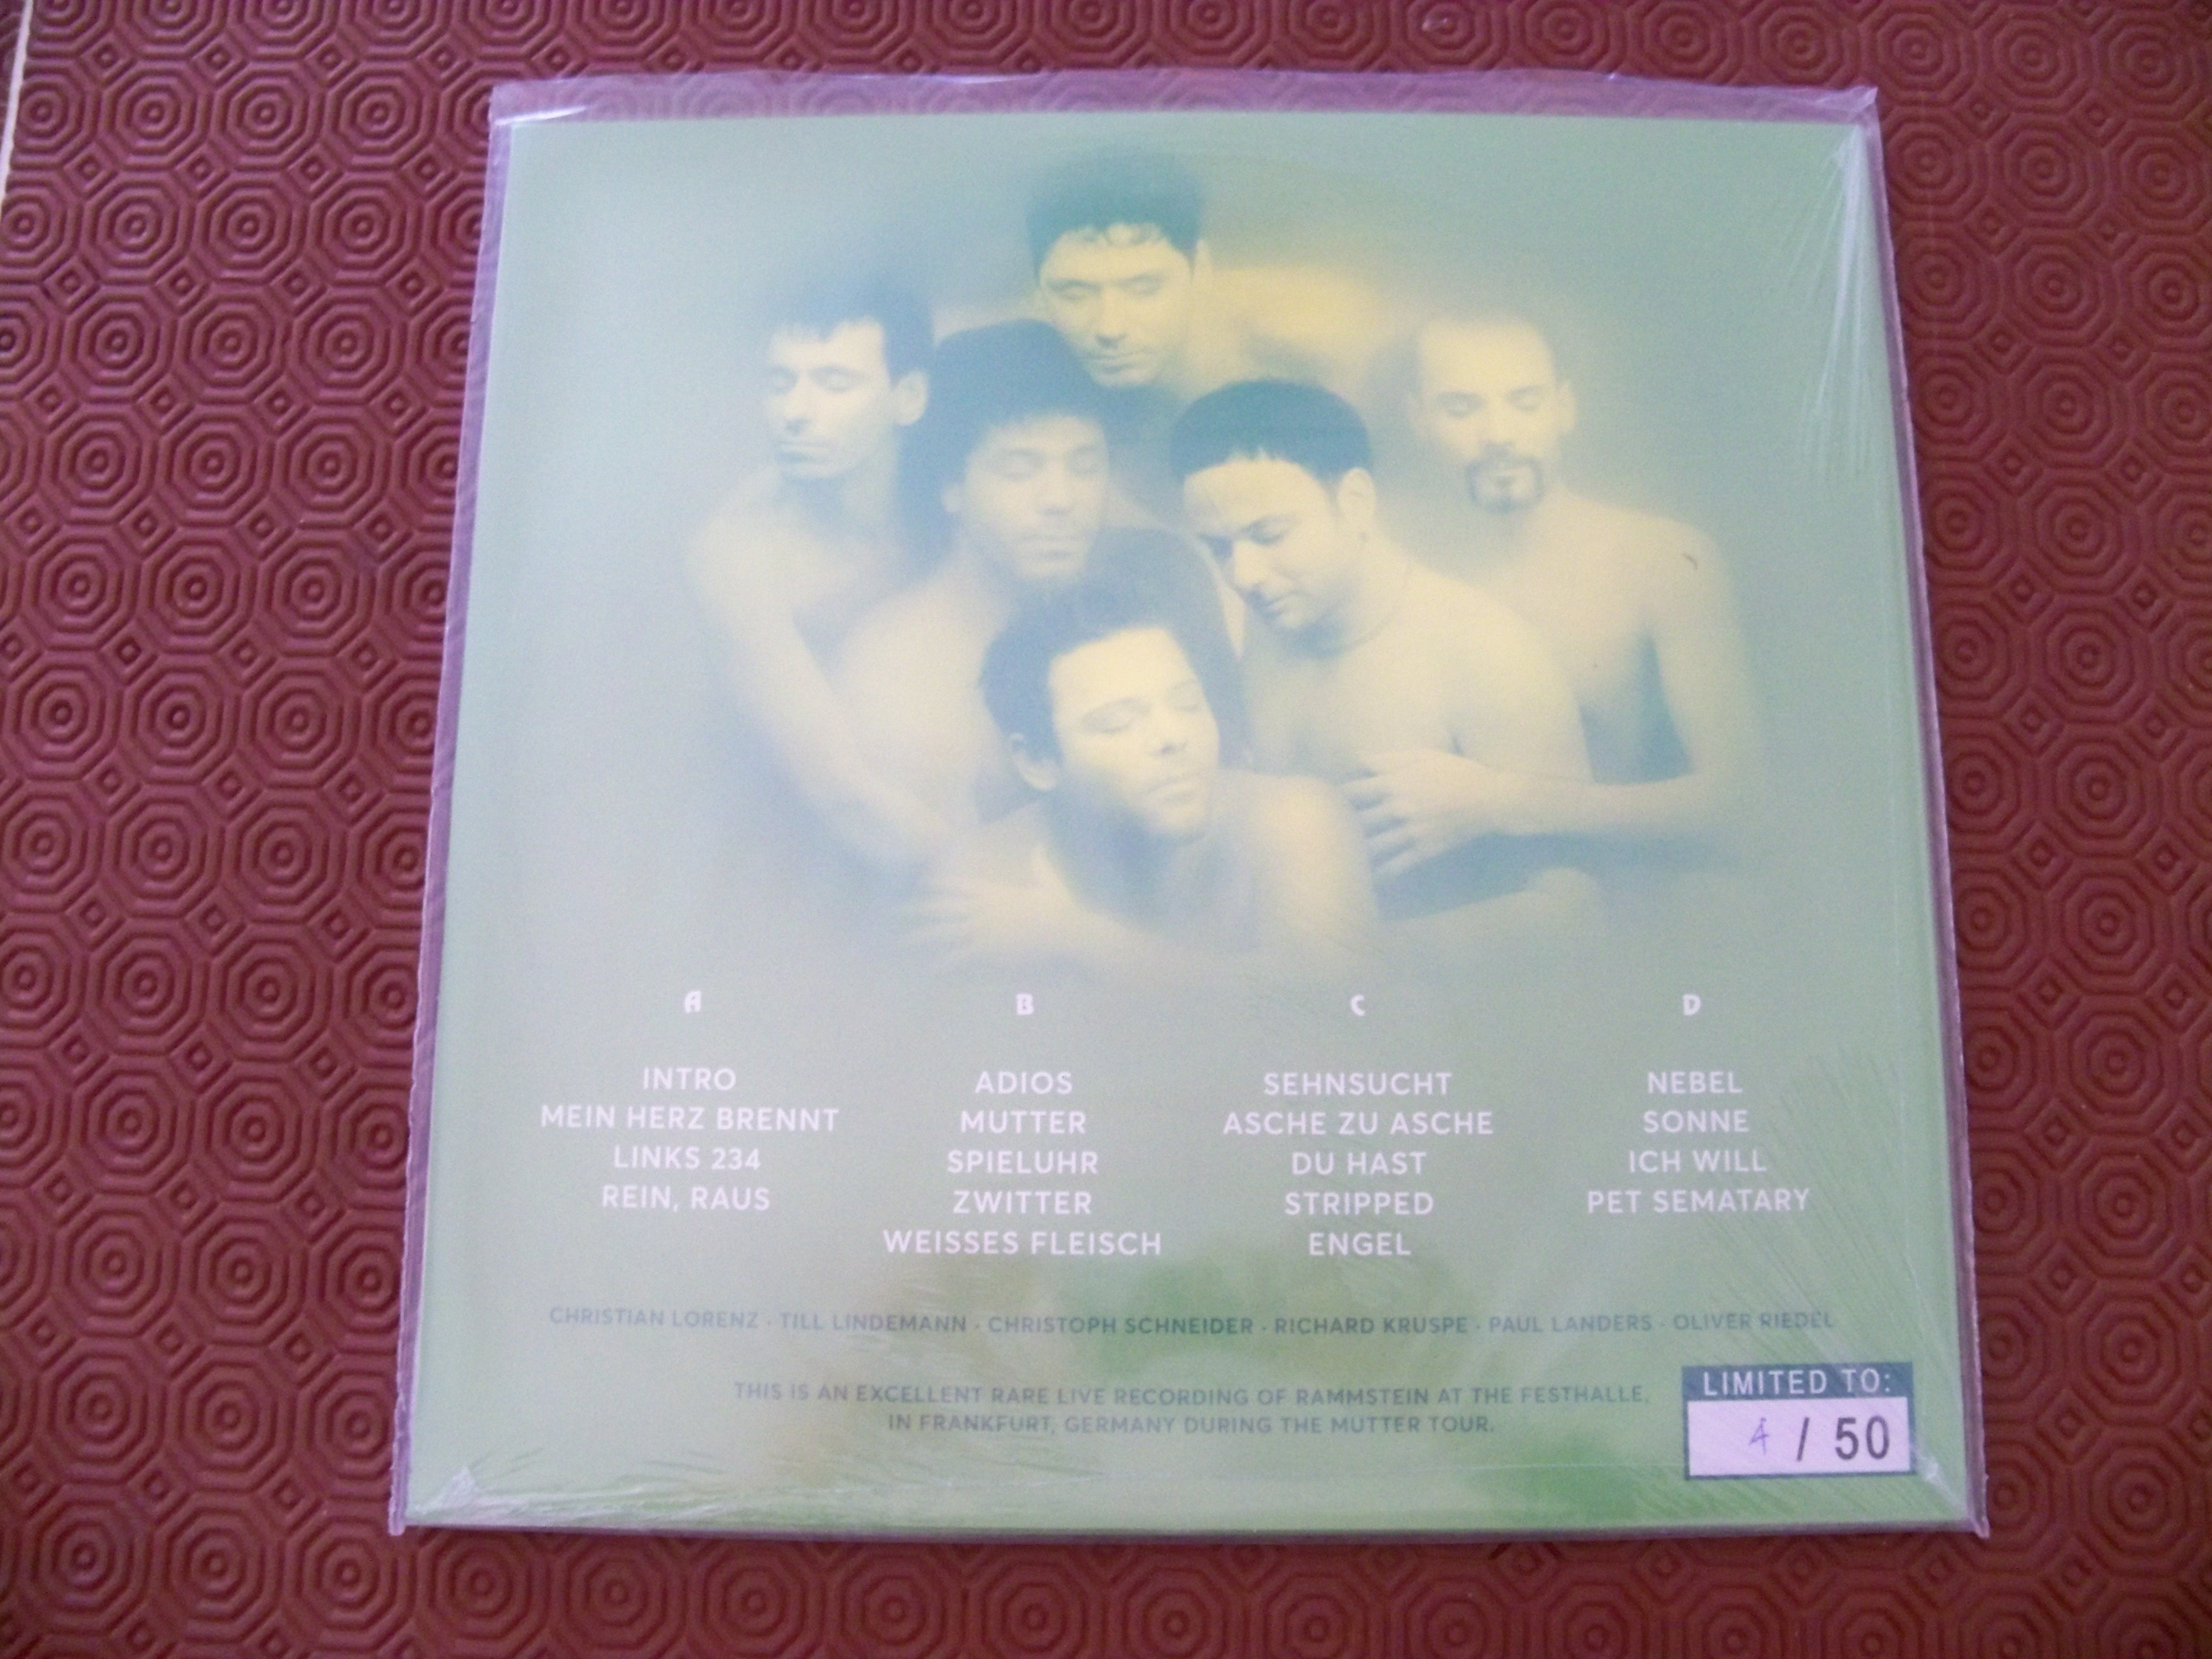 A
INTRO
MEIN HERZ BRENNT
LINKS 234
REIN, RAUS
B
ADIOS
MUTTER
SPIELUHR
ZWITTER
WEISSES FLEISCH
C
SEHNSUCHT
ASCHE ZU ASCHE
DU HAST
STRIPPED
ENGEL
D
NEBEL
SONNE
ICH WILL
PET SEMATARY
CHRISTIAN LORENZ · TILL LINDEMANN · CHRISTOPH SCHNEIDER · RICHARD KRUSPE · PAUL LANDERS · OLIVER RIEDEL
THIS IS AN EXCELLENT RARE LIVE RECORDING OF RAMMSTEIN AT THE FESTHALLE,
IN FRANKFURT, GERMANY DURING THE MUTTER TOUR.
LIMITED TO:
4 / 50